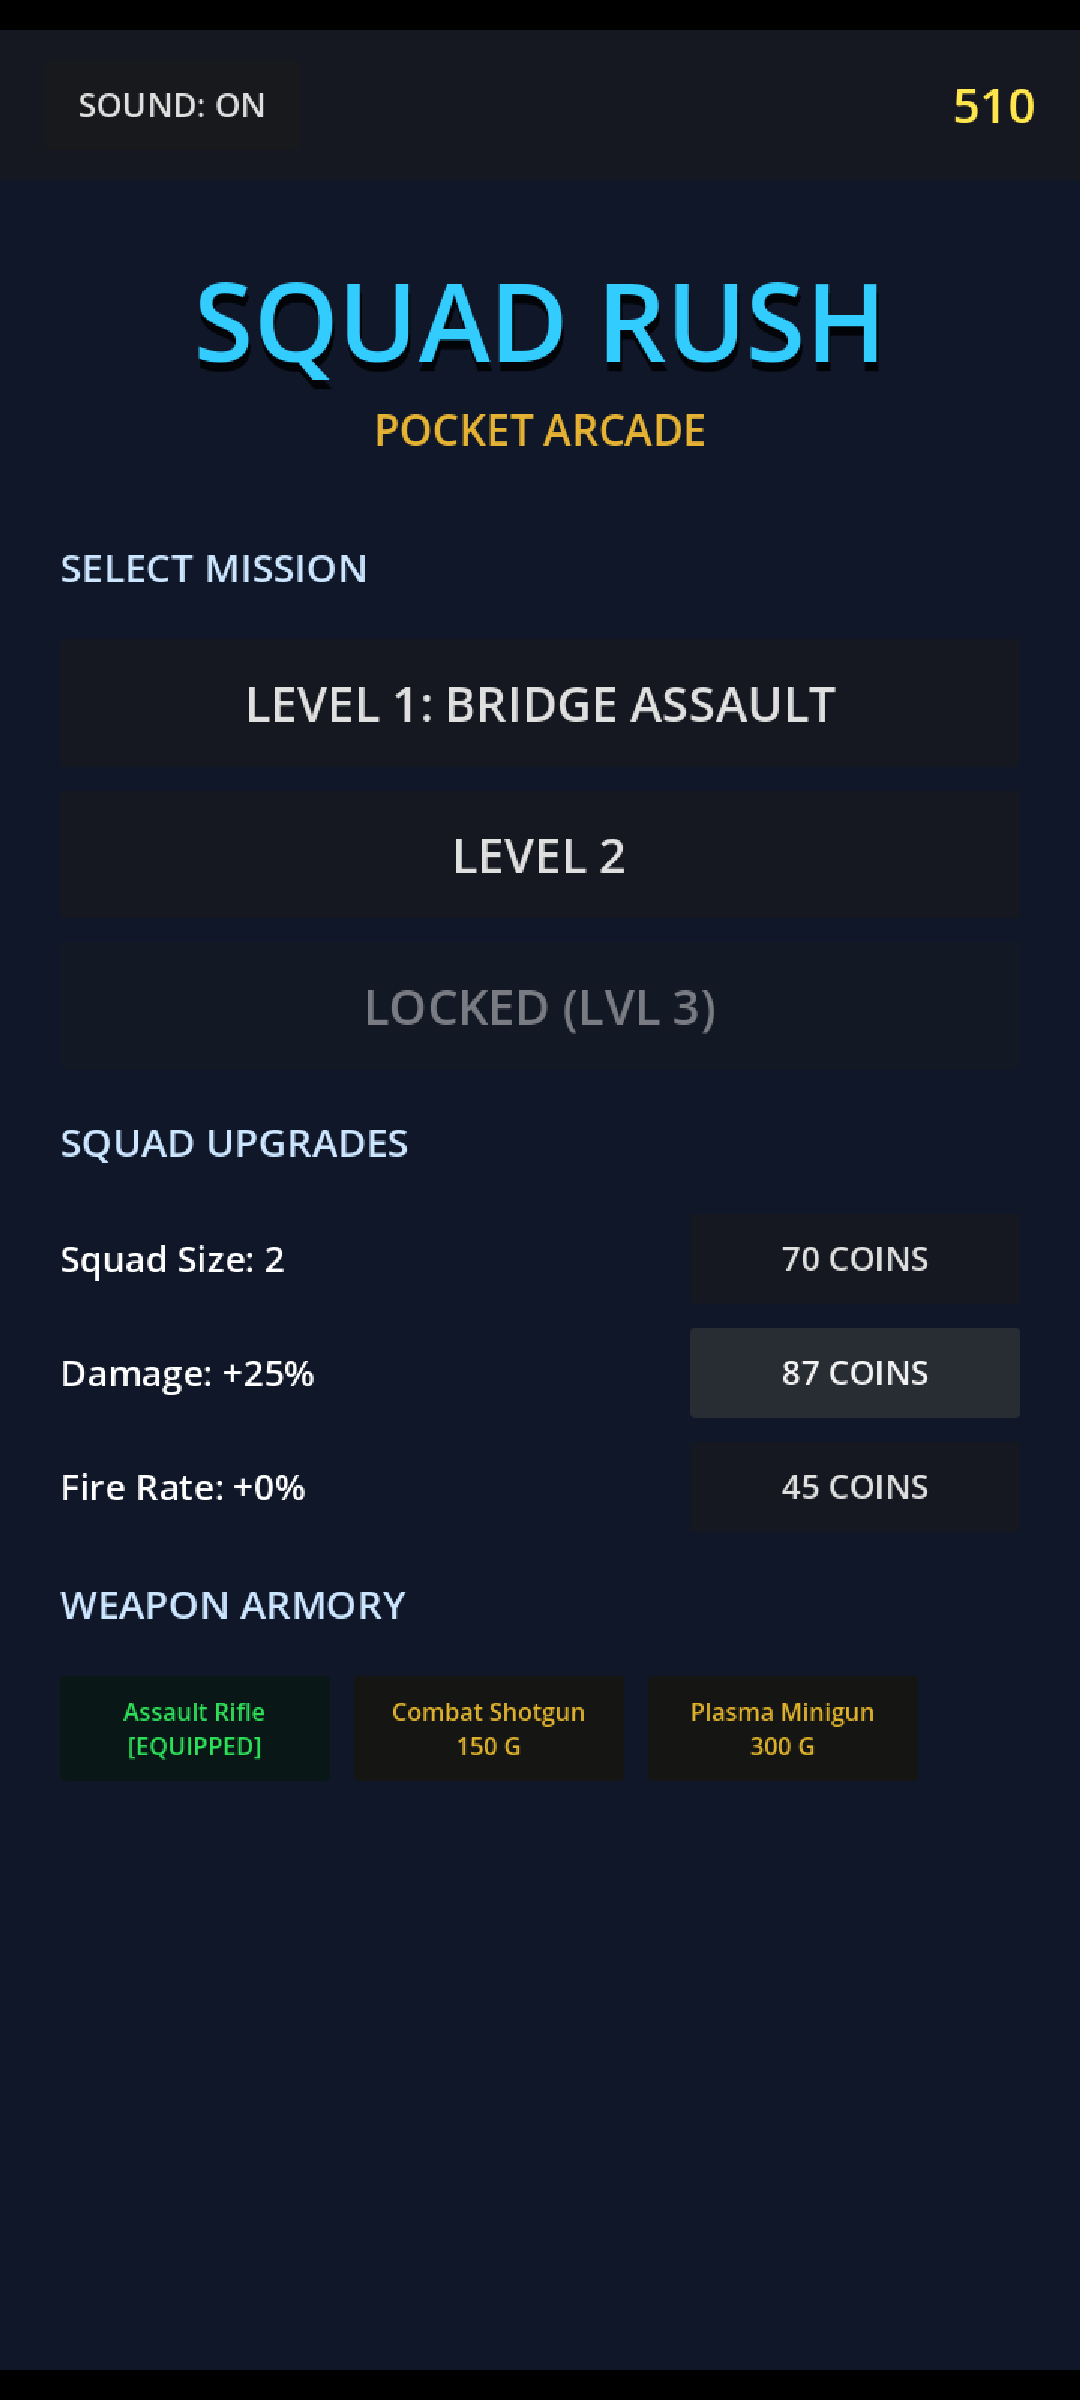 SOUND: ON
510
SQUAD RUSH
POCKET ARCADE
SELECT MISSION
LEVEL 1: BRIDGE ASSAULT
LEVEL 2
LOCKED (LVL 3)
SQUAD UPGRADES
Squad Size: 2
70 COINS
Damage: +25%
87 COINS
Fire Rate: +0%
45 COINS
WEAPON ARMORY
Assault Rifle
[EQUIPPED]
Combat Shotgun
150 G
Plasma Minigun
300 G